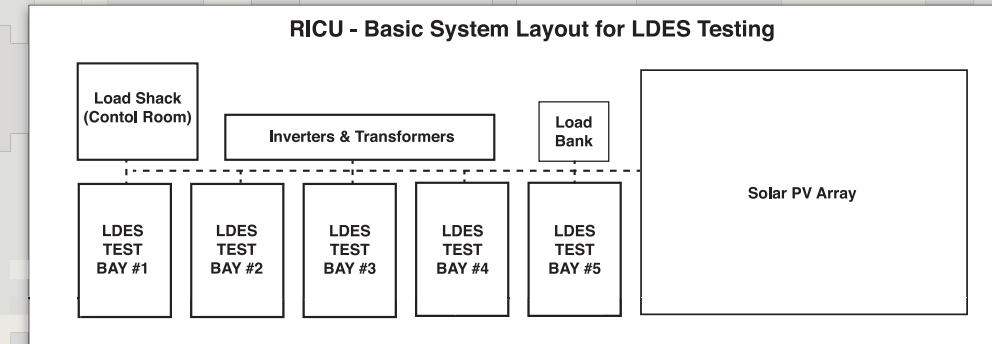 RICU - Basic System Layout for LDES Testing
Load Shack
(Contol Room)
Inverters & Transformers
Load
Bank
Solar PV Array
LDES
TEST
BAY #1
LDES
TEST
BAY #2
LDES
TEST
BAY #3
LDES
TEST
BAY #4
LDES
TEST
BAY #5